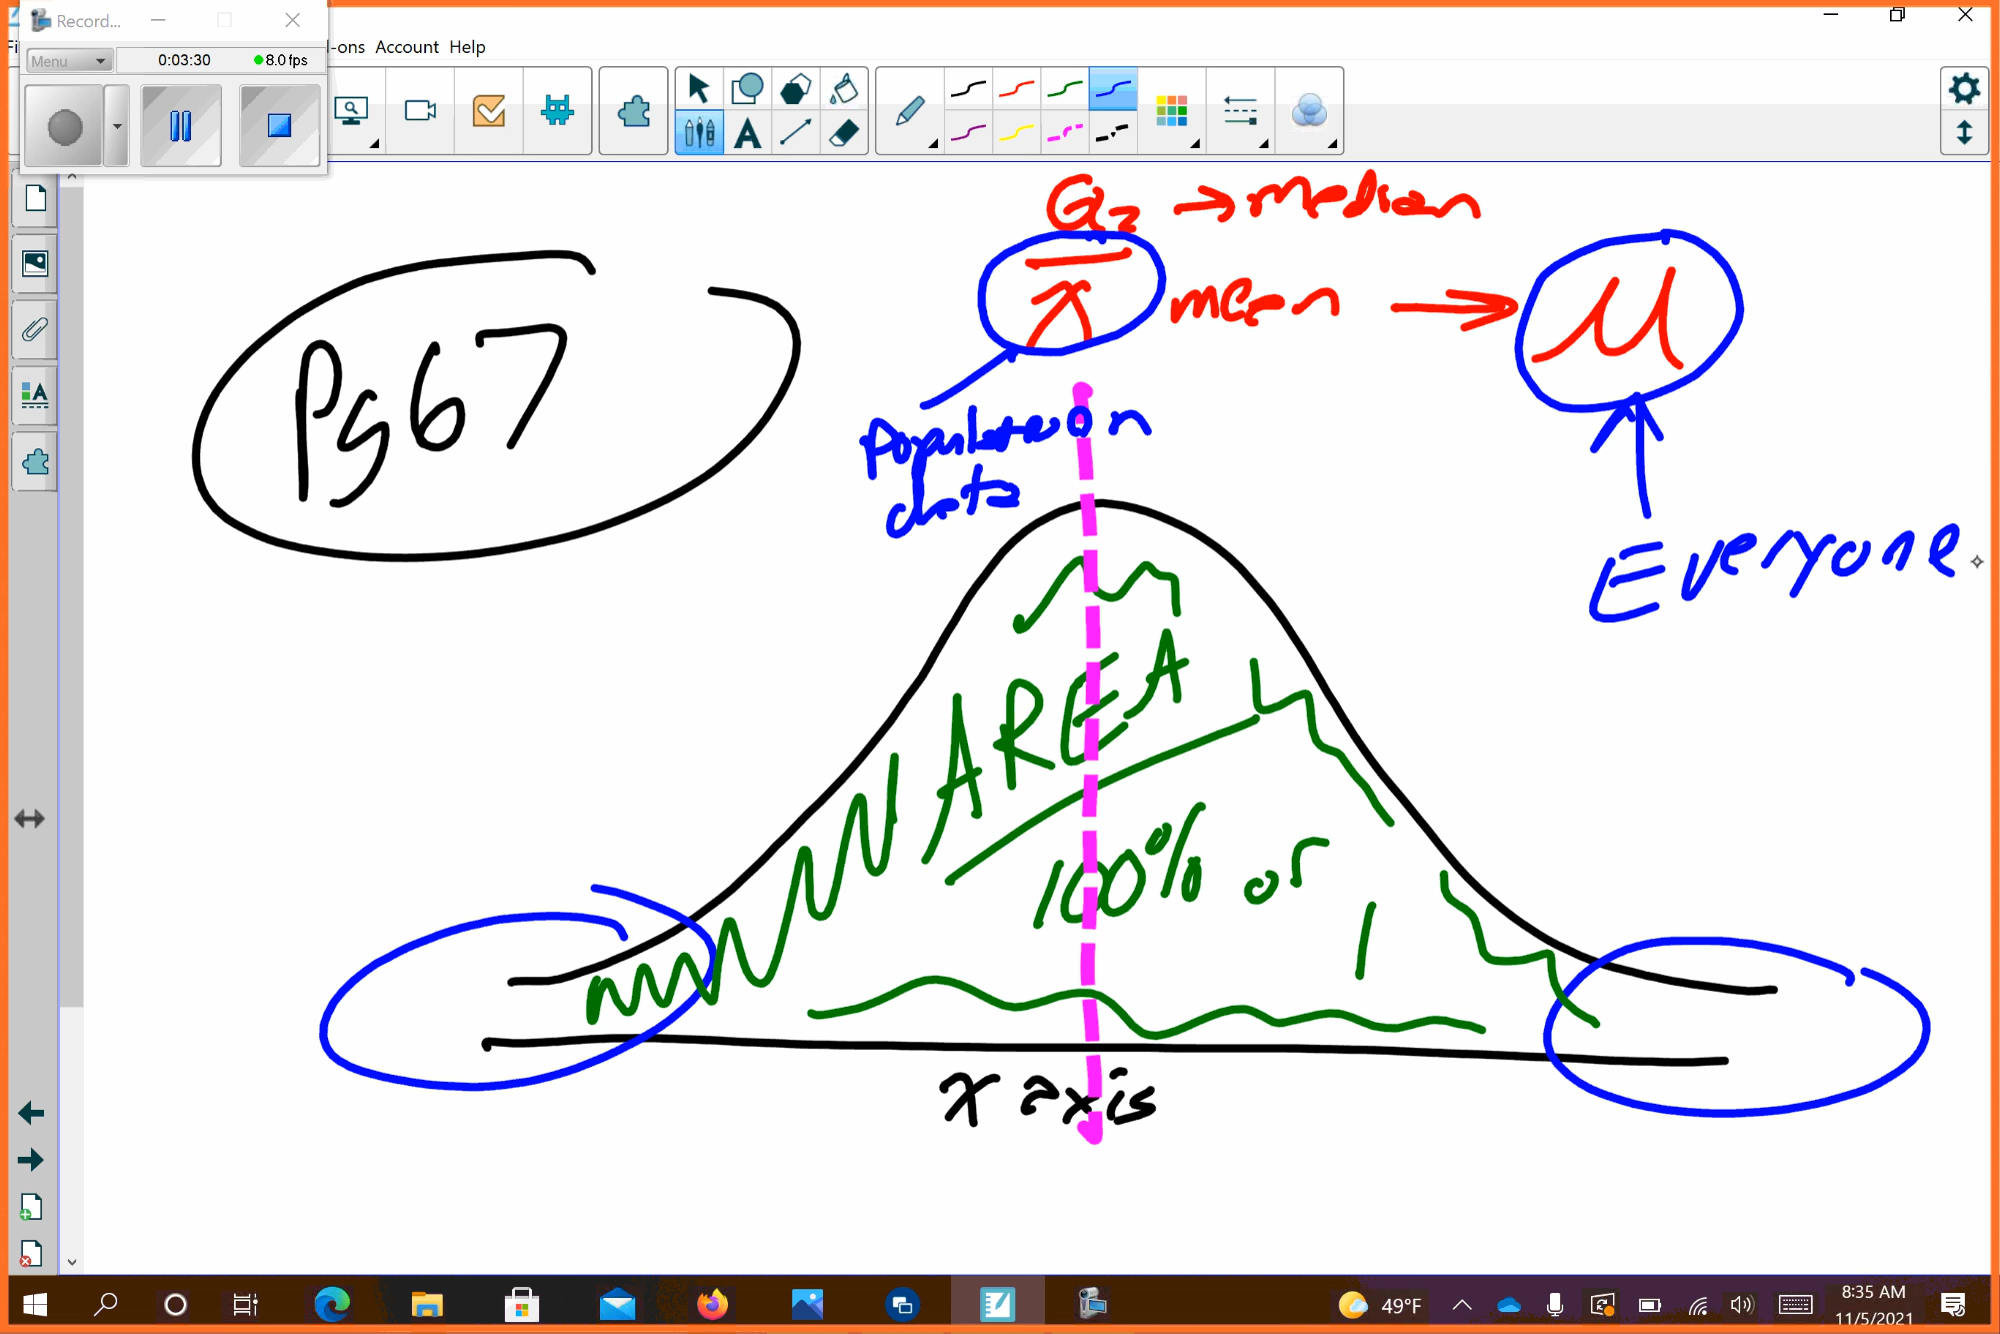 Record...
Menu
0:03:30
8.0 fps
l-ons Account Help
Q2 → median
x̄ mean → μ
Pg 67
Population
data
Everyone
AREA
100% or
1
x axis
49°F
8:35 AM
11/5/2021